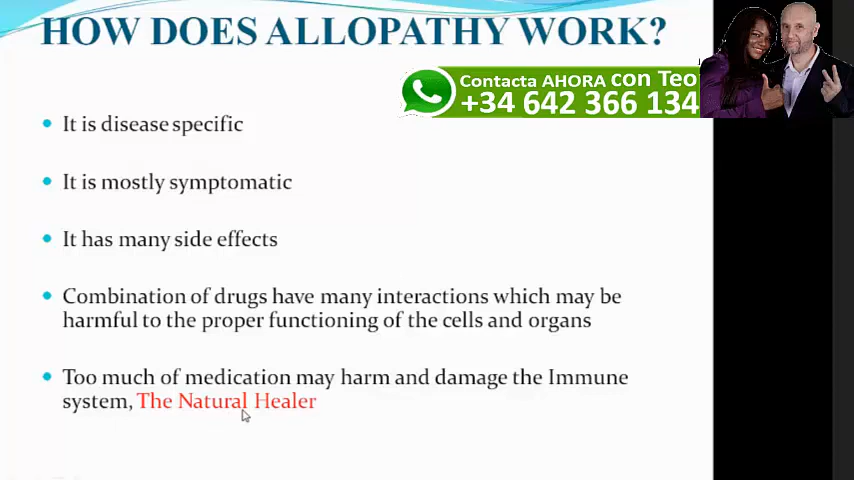 HOW DOES ALLOPATHY WORK?
Contacta AHORA con Teo
+34 642 366 134
It is disease specific
It is mostly symptomatic
It has many side effects
Combination of drugs have many interactions which may be
harmful to the proper functioning of the cells and organs
Too much of medication may harm and damage the Immune
system, The Natural Healer